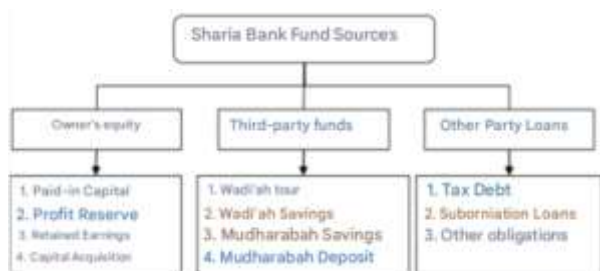 Sharia Bank Fund Sources
Owner's equity
Third-party funds
Other Party Loans
1. Paid-in Capital
2. Profit Reserve
3. Retained Earnings
4. Capital Acquisition
1. Wadi'ah tour
2. Wadi'ah Savings
3. Mudharabah Savings
4. Mudharabah Deposit
1. Tax Debt
2. Suborniation Loans
3. Other obligations